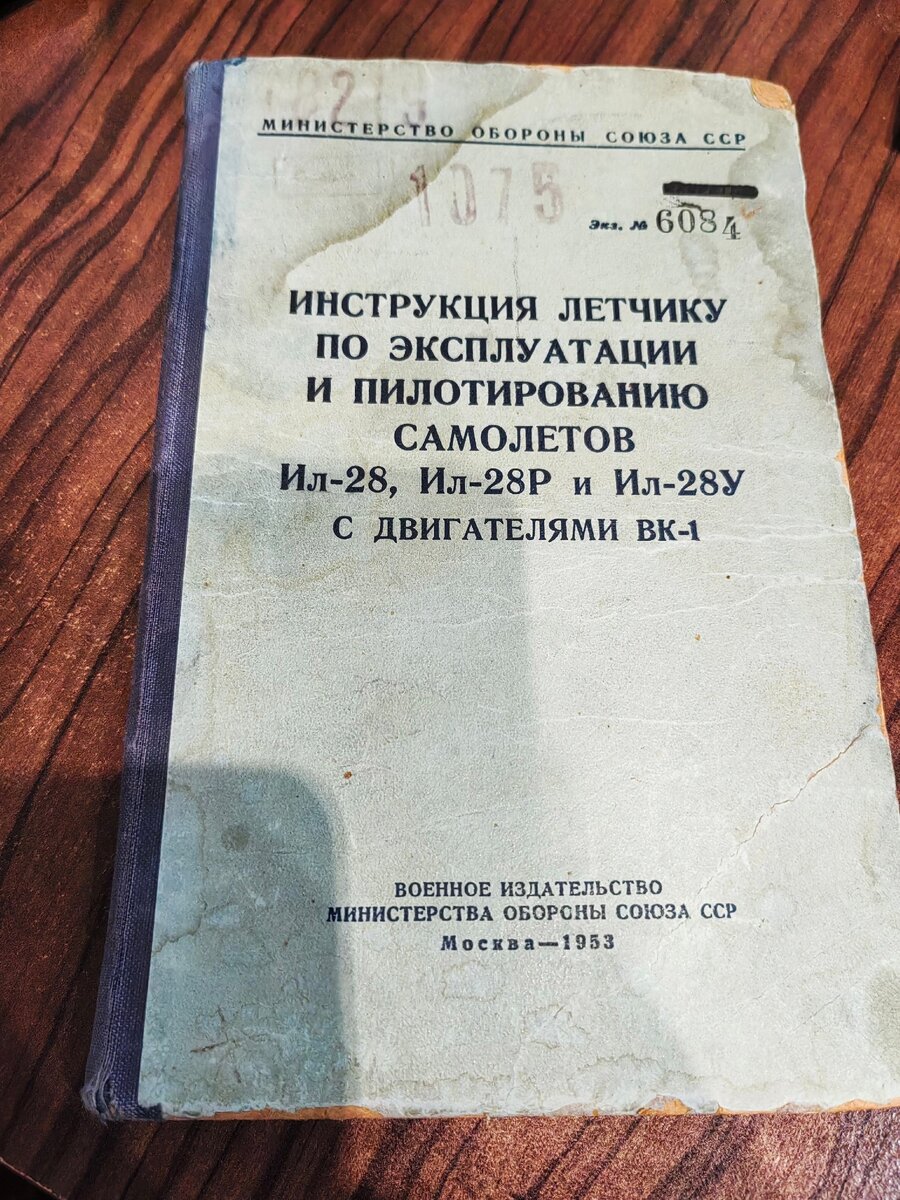 МИНИСТЕРСТВО ОБОРОНЫ СОЮЗА ССР
1075
Экз. № 6084
ИНСТРУКЦИЯ ЛЕТЧИКУ
ПО ЭКСПЛУАТАЦИИ
И ПИЛОТИРОВАНИЮ
САМОЛЕТОВ
Ил-28, Ил-28Р и Ил-28У
С ДВИГАТЕЛЯМИ ВК-1
ВОЕННОЕ ИЗДАТЕЛЬСТВО
МИНИСТЕРСТВА ОБОРОНЫ СОЮЗА ССР
Москва—1953